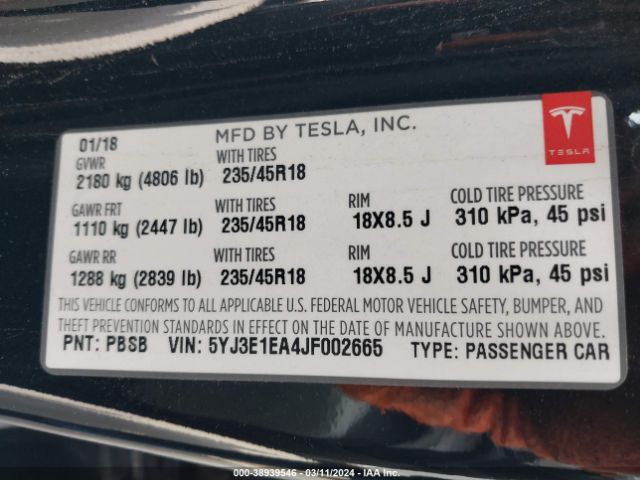 01/18
MFD BY TESLA, INC.
TESLA
GVWR
WITH TIRES
2180 kg (4806 lb)
235/45R18
GAWR FRT
WITH TIRES
RIM
COLD TIRE PRESSURE
1110 kg (2447 lb)
235/45R18
18X8.5 J
310 kPa, 45 psi
GAWR RR
WITH TIRES
RIM
COLD TIRE PRESSURE
1288 kg (2839 lb)
235/45R18
18X8.5 J
310 kPa, 45 psi
THIS VEHICLE CONFORMS TO ALL APPLICABLE U.S. FEDERAL MOTOR VEHICLE SAFETY, BUMPER, AND
THEFT PREVENTION STANDARDS IN EFFECT ON THE DATE OF MANUFACTURE SHOWN ABOVE.
PNT: PBSB VIN: 5YJ3E1EA4JF002665 TYPE: PASSENGER CAR
000-38939546 - 03/11/2024 - IAA Inc.